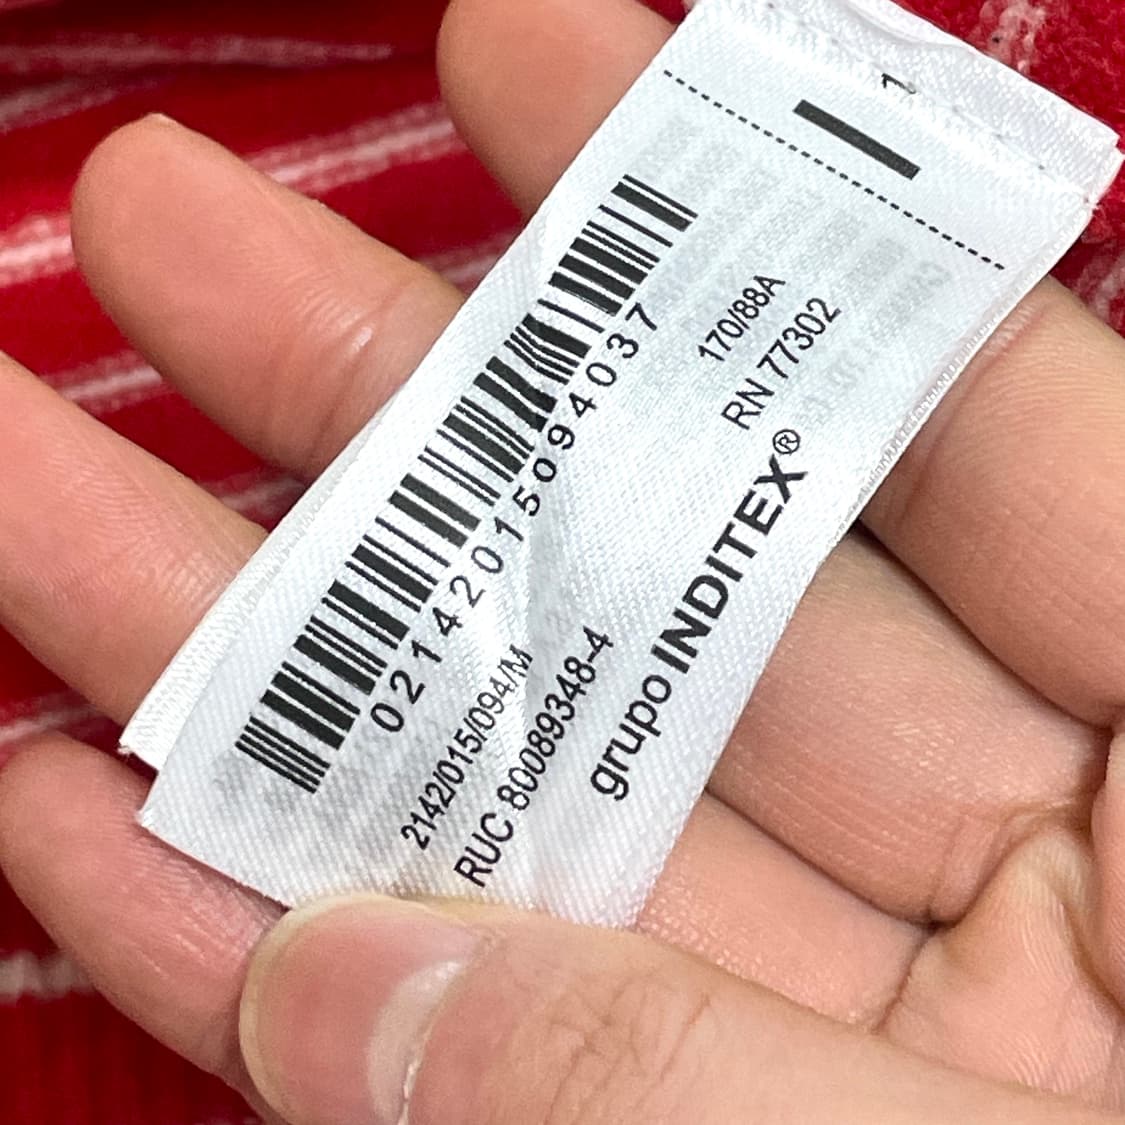 1
02142015094037
2142/015/094/M
170/88A
RUC 80089348-4
RN 77302
grupo INDITEX®